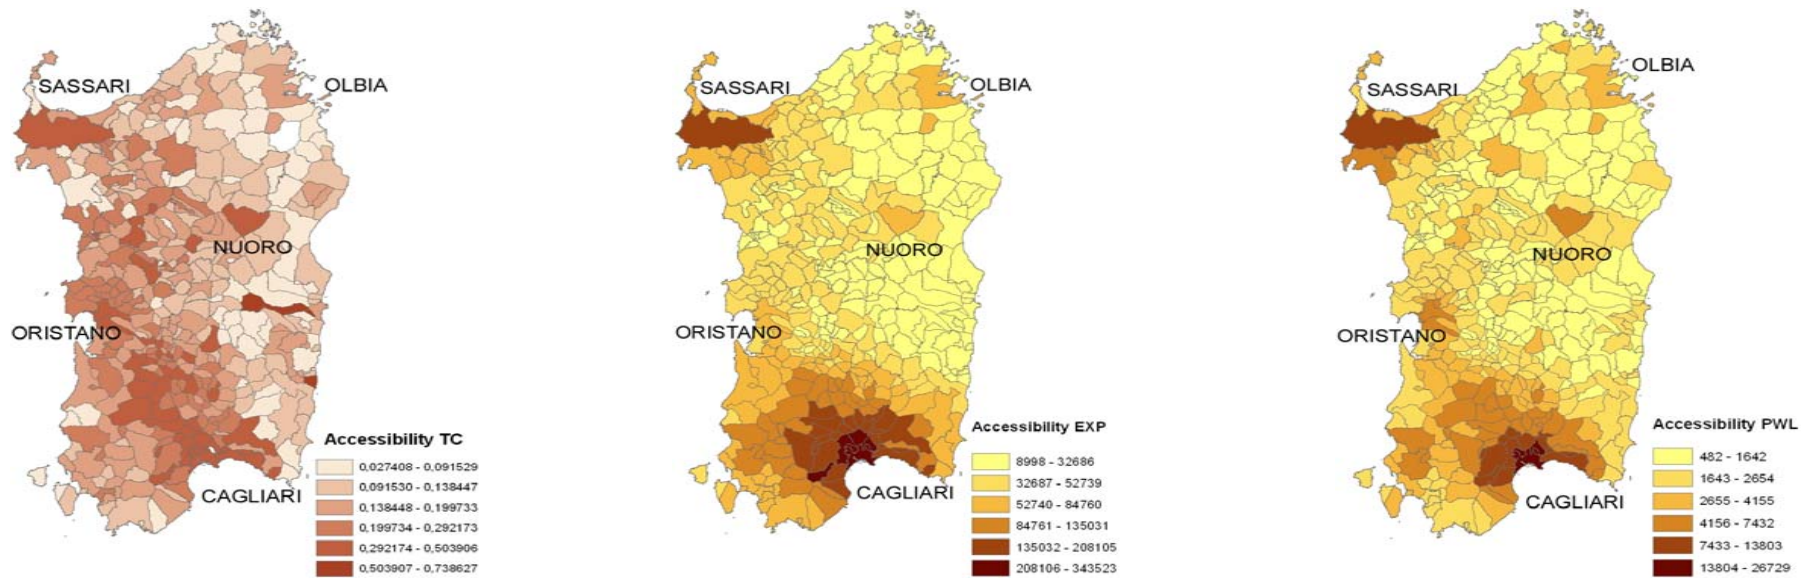 SASSARI
OLBIA
NUORO
ORISTANO
CAGLIARI
Accessibility TC
0,027408 - 0,091529
0,091530 - 0,138447
0,138448 - 0,199733
0,199734 - 0,292173
0,292174 - 0,503906
0,503907 - 0,738627
SASSARI
OLBIA
NUORO
ORISTANO
CAGLIARI
Accessibility EXP
8998 - 32686
32687 - 52739
52740 - 84760
84761 - 135031
135032 - 208105
208106 - 343523
SASSARI
OLBIA
NUORO
ORISTANO
CAGLIARI
Accessibility PWL
482 - 1642
1643 - 2654
2655 - 4155
4156 - 7432
7433 - 13803
13804 - 26729